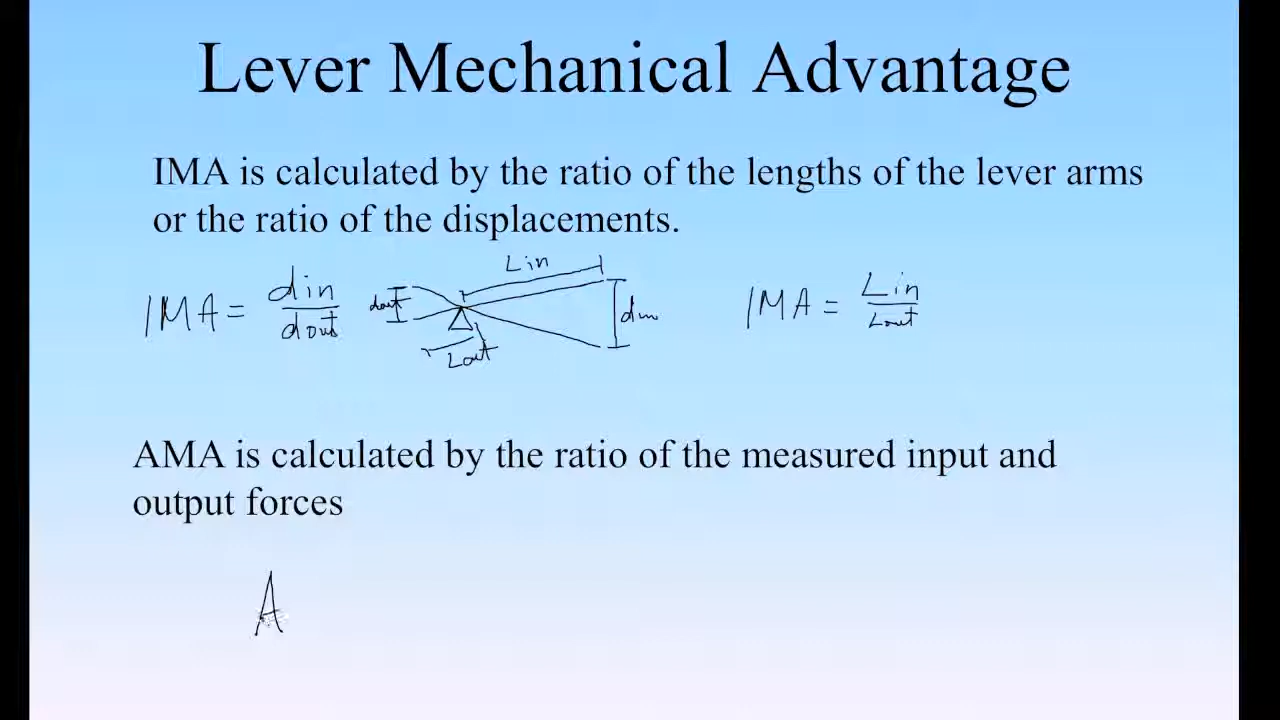 Lever Mechanical Advantage
IMA is calculated by the ratio of the lengths of the lever arms
or the ratio of the displacements.
IMA = din/dout
dout
Lin
din
Lout
IMA = Lin/Lout
AMA is calculated by the ratio of the measured input and
output forces
A